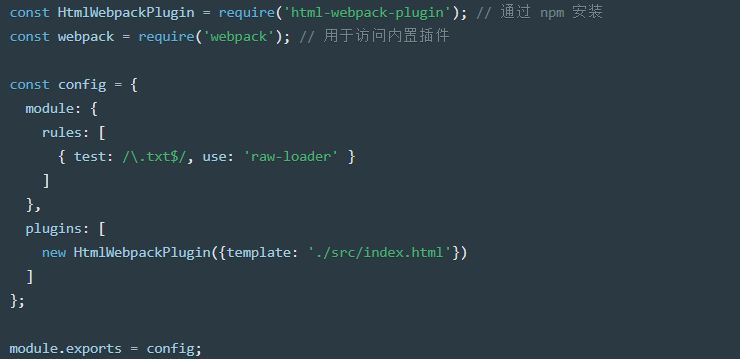 const HtmlWebpackPlugin = require('html-webpack-plugin'); // 通过 npm 安装
const webpack = require('webpack'); // 用于访问内置插件

const config = {
  module: {
    rules: [
      { test: /\.txt$/, use: 'raw-loader' }
    ]
  },
  plugins: [
    new HtmlWebpackPlugin({template: './src/index.html'})
  ]
};

module.exports = config;